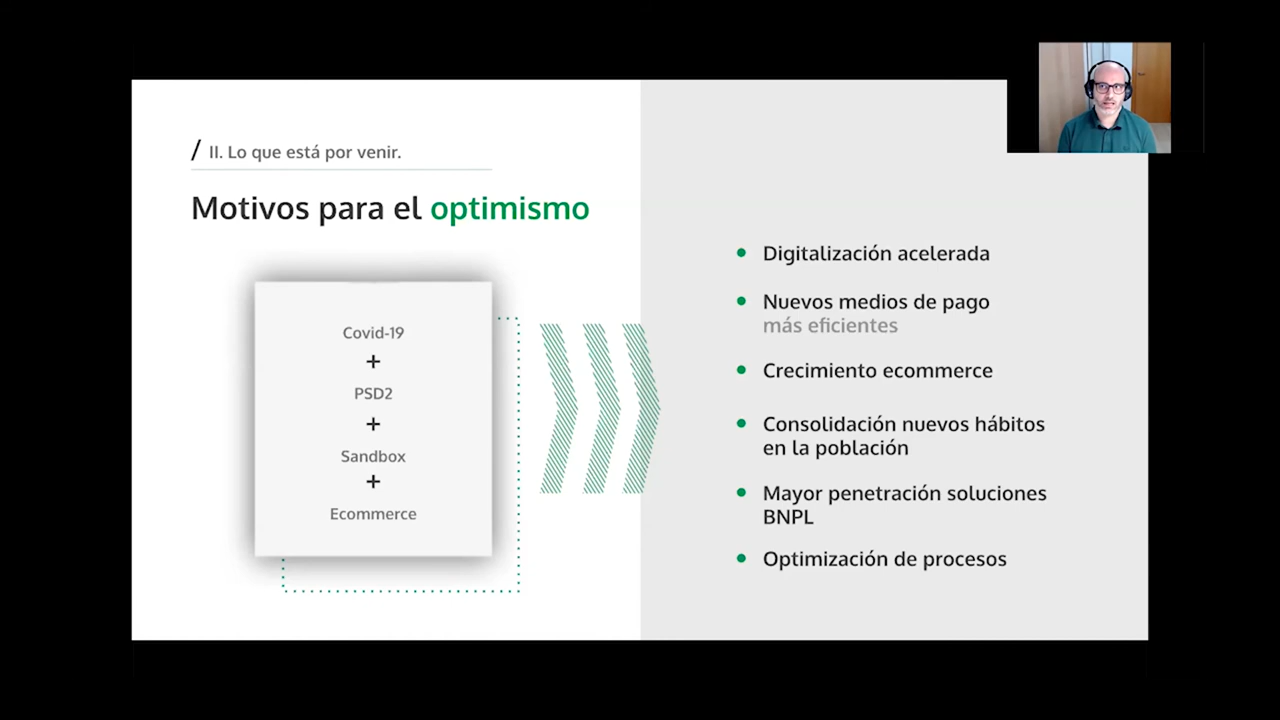 / II. Lo que está por venir.
Motivos para el optimismo
Covid-19
+
PSD2
+
Sandbox
+
Ecommerce
• Digitalización acelerada
• Nuevos medios de pago
más eficientes
• Crecimiento ecommerce
• Consolidación nuevos hábitos
en la población
• Mayor penetración soluciones
BNPL
• Optimización de procesos